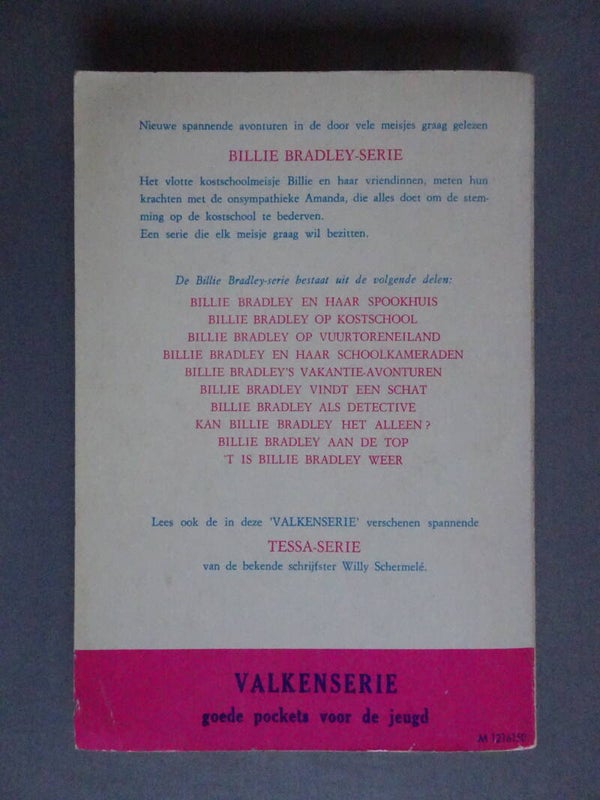 Nieuwe spannende avonturen in de door vele meisjes graag gelezen
BILLIE BRADLEY-SERIE
Het vlotte kostschoolmeisje Billie en haar vriendinnen, meten hun
krachten met de onsympathieke Amanda, die alles doet om de stem-
ming op de kostschool te bederven.
Een serie die elk meisje graag wil bezitten.
De Billie Bradley-serie bestaat uit de volgende delen:
BILLIE BRADLEY EN HAAR SPOOKHUIS
BILLIE BRADLEY OP KOSTSCHOOL
BILLIE BRADLEY OP VUURTORENEILAND
BILLIE BRADLEY EN HAAR SCHOOLKAMERADEN
BILLIE BRADLEY'S VAKANTIE-AVONTUREN
BILLIE BRADLEY VINDT EEN SCHAT
BILLIE BRADLEY ALS DETECTIVE
KAN BILLIE BRADLEY HET ALLEEN?
BILLIE BRADLEY AAN DE TOP
'T IS BILLIE BRADLEY WEER
Lees ook de in deze 'VALKENSERIE' verschenen spannende
TESSA-SERIE
van de bekende schrijfster Willy Schermelé.
VALKENSERIE
goede pockets voor de jeugd
M